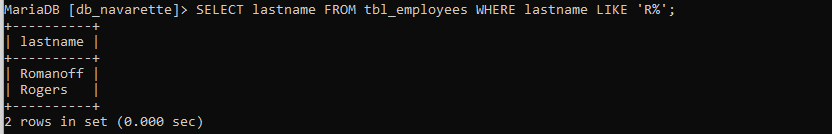 MariaDB [db_navarette]> SELECT lastname FROM tbl_employees WHERE lastname LIKE 'R%';
+----------+
| lastname |
+----------+
| Romanoff |
| Rogers   |
+----------+
2 rows in set (0.000 sec)